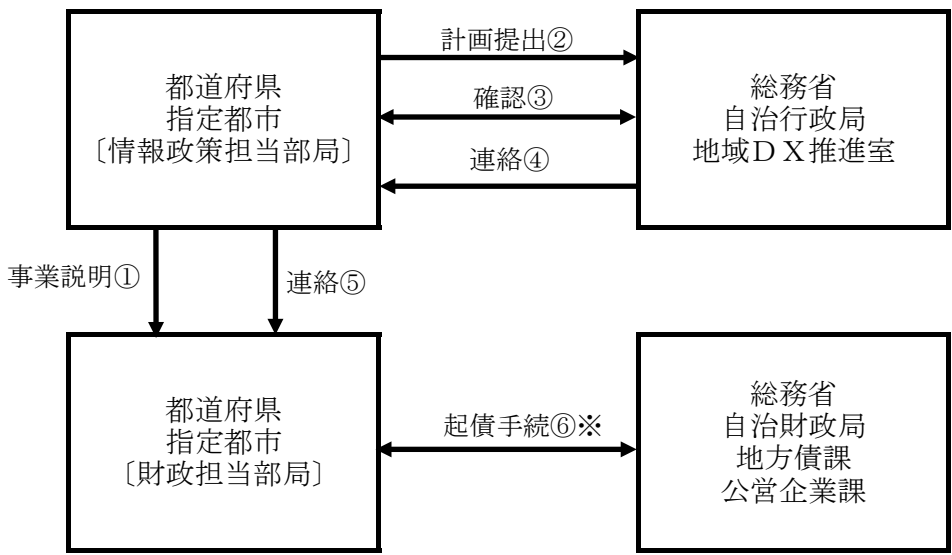 都道府県
指定都市
〔情報政策担当部局〕
計画提出②
確認③
連絡④
総務省
自治行政局
地域ＤＸ推進室
事業説明①
連絡⑤
都道府県
指定都市
〔財政担当部局〕
起債手続⑥※
総務省
自治財政局
地方債課
公営企業課